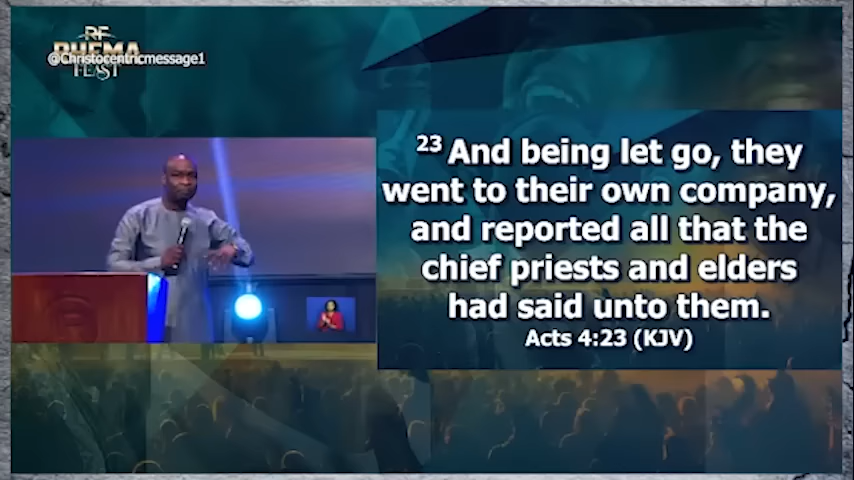 RF
RHEMA
@Christocentricmessage1
FEAST
23 And being let go, they
went to their own company,
and reported all that the
chief priests and elders
had said unto them.
Acts 4:23 (KJV)